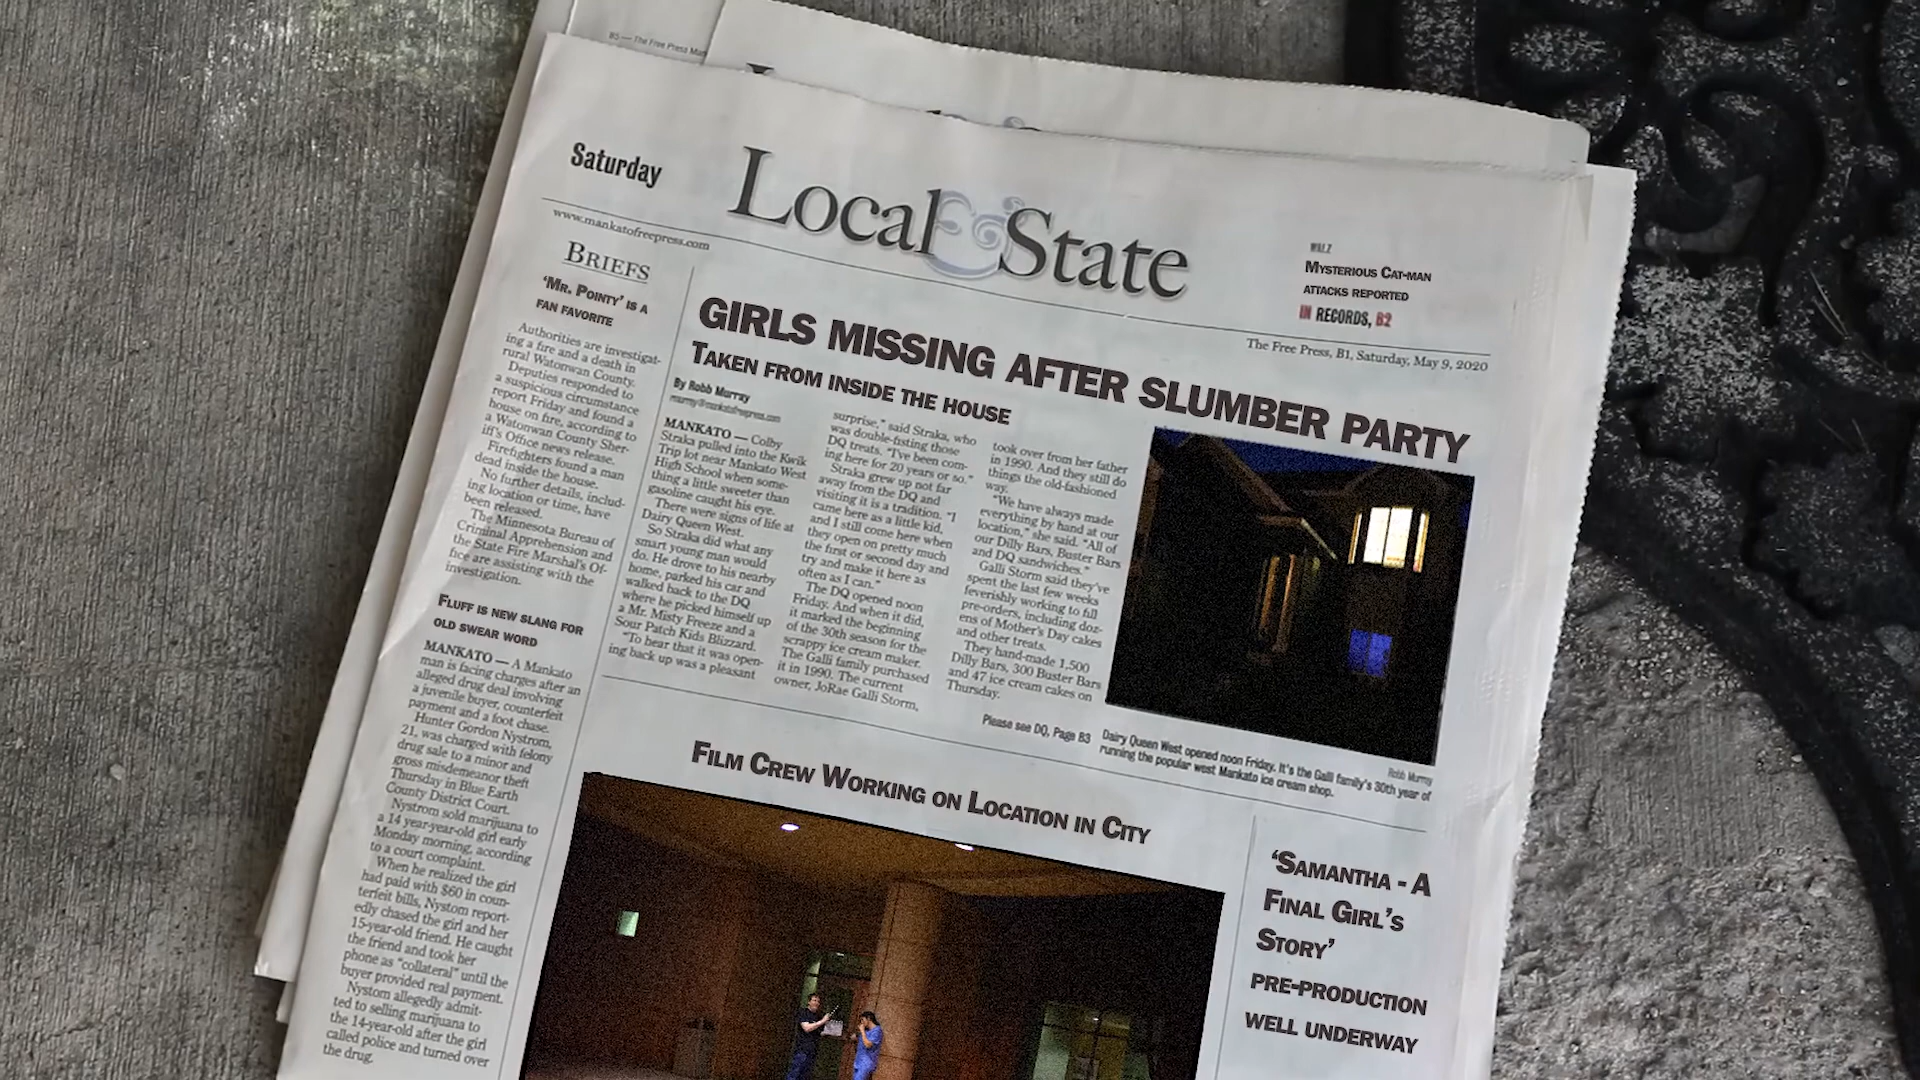 B5 — The Free Press
Saturday
Local & State
WALZ
MYSTERIOUS CAT-MAN
ATTACKS REPORTED
IN RECORDS, B2
www.mankatofreepress.com
The Free Press, B1, Saturday, May 9, 2020
BRIEFS
'MR. POINTY' IS A
FAN FAVORITE
Authorities are investigat-
ing a fire and a death in
rural Watonwan County.
Deputies responded to
a suspicious circumstance
report Friday and found a
house on fire, according to
a Watonwan County Sher-
iff's Office news release.
Firefighters found a man
dead inside the house.
No further details, includ-
ing location or time, have
been released.
The Minnesota Bureau of
Criminal Apprehension and
the State Fire Marshal's Of-
fice are assisting with the
investigation.
FLUFF IS NEW SLANG FOR
OLD SWEAR WORD
MANKATO — A Mankato
man is facing charges after an
alleged drug deal involving
a juvenile buyer, counterfeit
payment and a foot chase.
Hunter Gordon Nystrom,
21, was charged with felony
drug sale to a minor and
gross misdemeanor theft
Thursday in Blue Earth
County District Court.
Nystrom sold marijuana to
a 14 year-year-old girl early
Monday morning, according
to a court complaint.
When he realized the girl
had paid with $60 in coun-
terfeit bills, Nystom report-
edly chased the girl and her
15-year-old friend. He caught
the friend and took her
phone as "collateral" until the
buyer provided real payment.
Nystom allegedly admit-
ted to selling marijuana to
the 14-year-old after the girl
called police and turned over
the drug.
GIRLS MISSING AFTER SLUMBER PARTY
TAKEN FROM INSIDE THE HOUSE
By Robb Murray
rmurray@mankatofreepress.com
MANKATO — Colby
Straka pulled into the Kwik
Trip lot near Mankato West
High School when some-
thing a little sweeter than
gasoline caught his eye.
There were signs of life at
Dairy Queen West.
So Straka did what any
smart young man would
do. He drove to his nearby
home, parked his car and
walked back to the DQ
where he picked himself up
a Mr. Misty Freeze and a
Sour Patch Kids Blizzard.
"To hear that it was open-
ing back up was a pleasant
surprise," said Straka, who
was double-fisting those
DQ treats. "I've been com-
ing here for 20 years or so."
Straka grew up not far
away from the DQ and
visiting it is a tradition. "I
came here as a little kid,
and I still come here when
they open on pretty much
the first or second day and
try and make it here as
often as I can."
The DQ opened noon
Friday. And when it did,
it marked the beginning
of the 30th season for the
scrappy ice cream maker.
The Galli family purchased
it in 1990. The current
owner, JoRae Galli Storm,
took over from her father
in 1990. And they still do
things the old-fashioned
way.
"We have always made
everything by hand at our
location," she said. "All of
our Dilly Bars, Buster Bars
and DQ sandwiches."
Galli Storm said they've
spent the last few weeks
feverishly working to fill
pre-orders, including doz-
ens of Mother's Day cakes
and other treats.
They hand-made 1,500
Dilly Bars, 300 Buster Bars
and 47 ice cream cakes on
Thursday.
Please see DQ, Page B3
Robb Murray
Dairy Queen West opened noon Friday. It's the Galli family's 30th year of
running the popular west Mankato ice cream shop.
FILM CREW WORKING ON LOCATION IN CITY
'SAMANTHA - A
FINAL GIRL'S
STORY'
PRE-PRODUCTION
WELL UNDERWAY